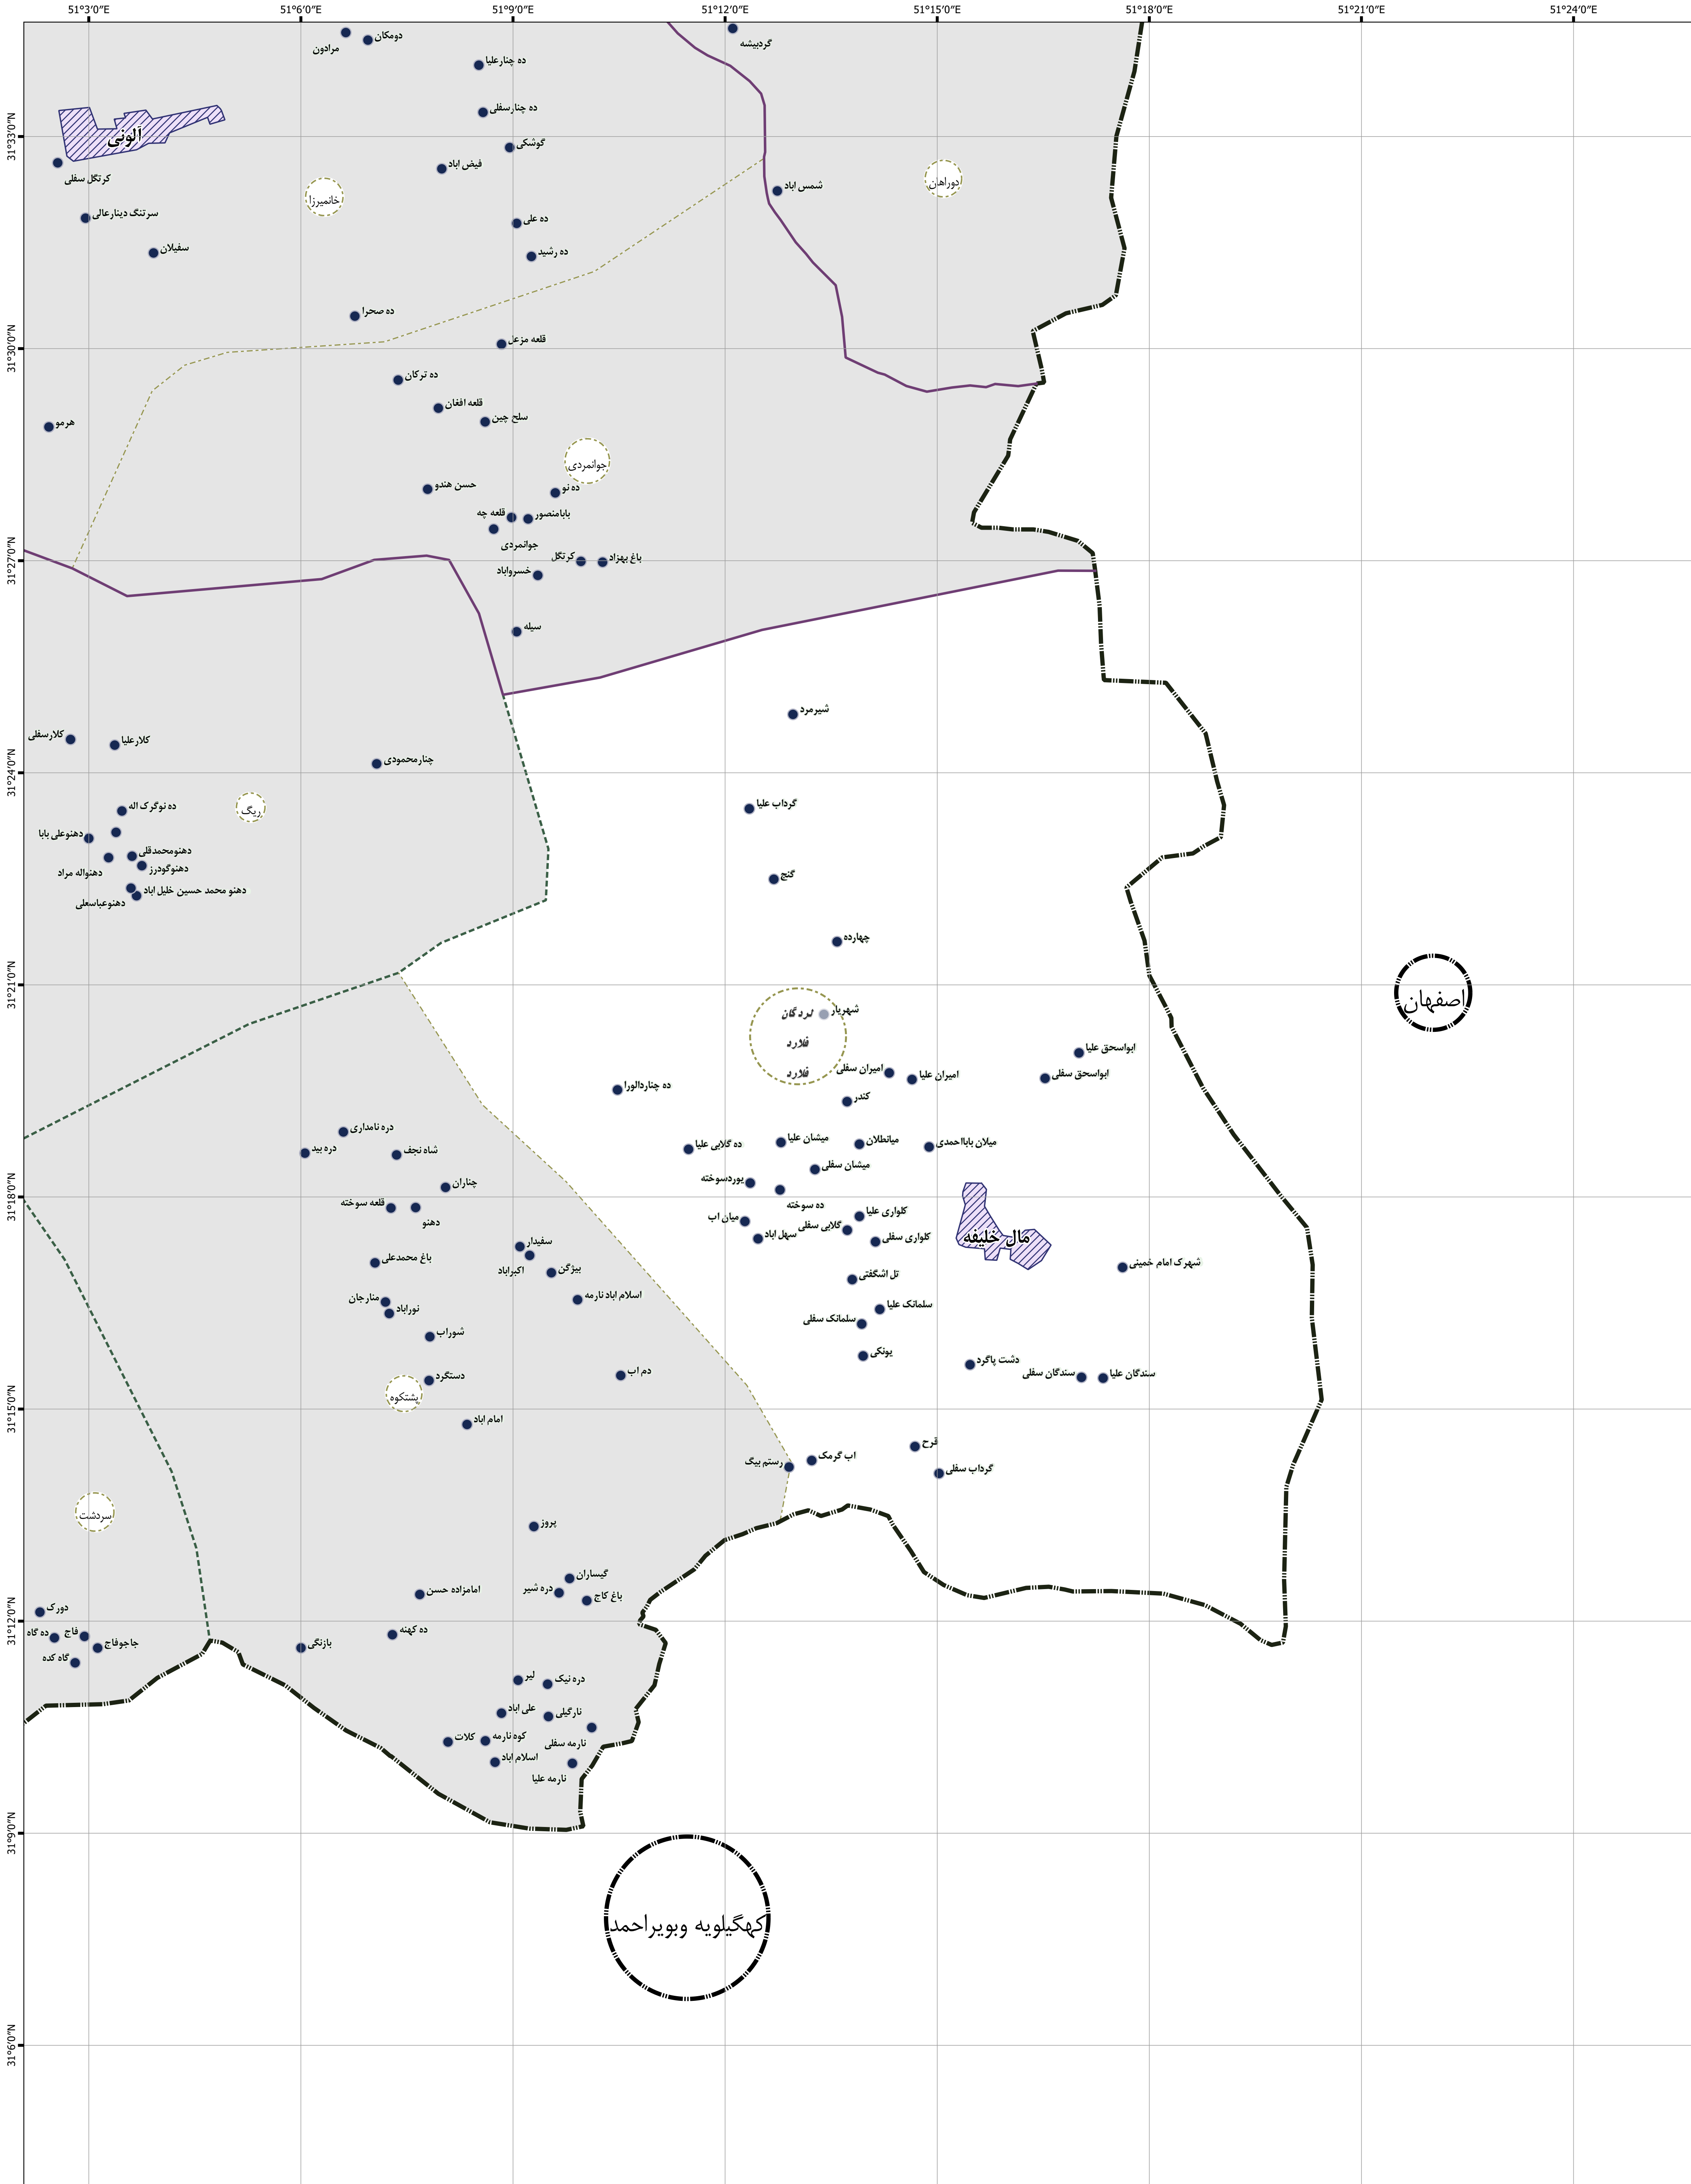 51°3'0"E 51°6'0"E 51°9'0"E 51°12'0"E 51°15'0"E 51°18'0"E 51°21'0"E 51°24'0"E
دومکان
مرادون
گردبیشه
ده چنارعلیا
ده چنارسفلی
31°33'0"N
آلونی
گوشکی
فیض اباد
کرتگل سفلی
دوراهان
شمس اباد
خانمیرزا
سرتنگ دینارعالی
ده علی
سفیلان
ده رشید
ده صحرا
31°30'0"N
قلعه مزعل
ده ترکان
قلعه افغان
سلح چین
هرمو
جوانمردی
حسن هندو
ده نو
قلعه چه
بابامنصور
جوانمردی
31°27'0"N
کرتگل
باغ بهزاد
خسرواباد
سیله
شیرمرد
کلارسفلی
کلارعلیا
31°24'0"N
چنارمحمودی
گرداب علیا
ده نوگرک اله
ریگ
دهنوعلی بابا
دهنومحمدقلی
دهنوگودرز
دهنواله مراد
گنج
دهنو محمد حسین خلیل اباد
دهنوعباسعلی
چهارده
31°21'0"N
اصفهان
شهریار
لردگان
فلارد
فلارد
ابواسحق علیا
ابواسحق سفلی
امیران سفلی
امیران علیا
ده چناردالورا
کندر
دره نامداری
دره بید
شاه نجف
ده گلابی علیا
میشان علیا
میانطلان
میلان بابااحمدی
میشان سفلی
چناران
یوردسوخته
31°18'0"N
قلعه سوخته
دهنو
ده سوخته
میان اب
کلواری علیا
گلابی سفلی
سهل اباد
کلواری سفلی
مال خلیفه
سفیدار
اکبراباد
باغ محمدعلی
بیژگن
شهرک امام خمینی
تل اشگفتی
منارجان
نوراباد
اسلام اباد نارمه
سلمانک علیا
سلمانک سفلی
شوراب
یونکی
دشت پاگرد
دم اب
سندگان سفلی
سندگان علیا
دستگرد
پشتکوه
31°15'0"N
امام اباد
قرح
اب گرمک
رستم بیگ
گرداب سفلی
سردشت
پروز
گیساران
امامزاده حسن
دره شیر
باغ کاج
31°12'0"N
دورک
ده گاه
فاج
جاجوفاج
ده کهنه
بازنگی
گاه کده
لیر
دره نیک
علی اباد
نارگیلی
کلات
کوه نارمه
نارمه سفلی
اسلام اباد
نارمه علیا
31°9'0"N
کهگیلویه وبویراحمد
31°6'0"N